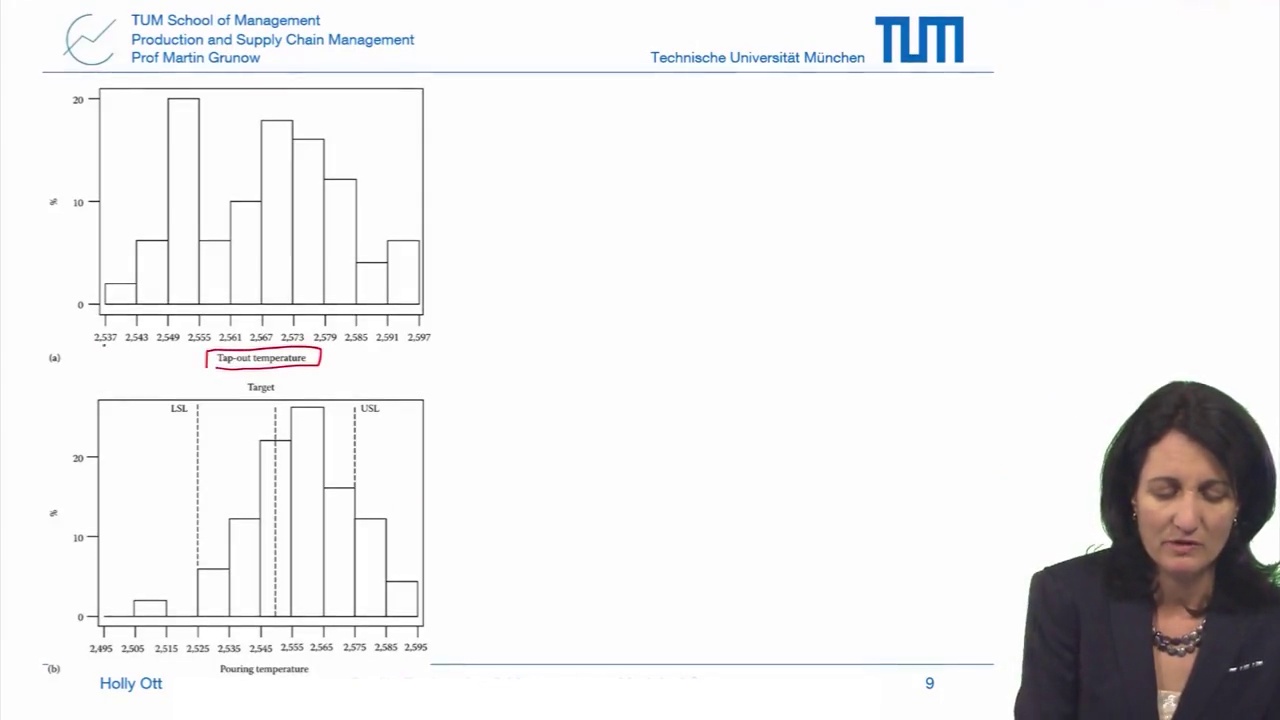 TUM School of Management
Production and Supply Chain Management
Prof Martin Grunow
Technische Universität München
TUM
20
10
0
%
2,537 2,543 2,549 2,555 2,561 2,567 2,573 2,579 2,585 2,591 2,597
(a)
Tap-out temperature
Target
LSL
USL
20
10
0
%
2,495 2,505 2,515 2,525 2,535 2,545 2,555 2,565 2,575 2,585 2,595
(b)
Pouring temperature
Holly Ott
9